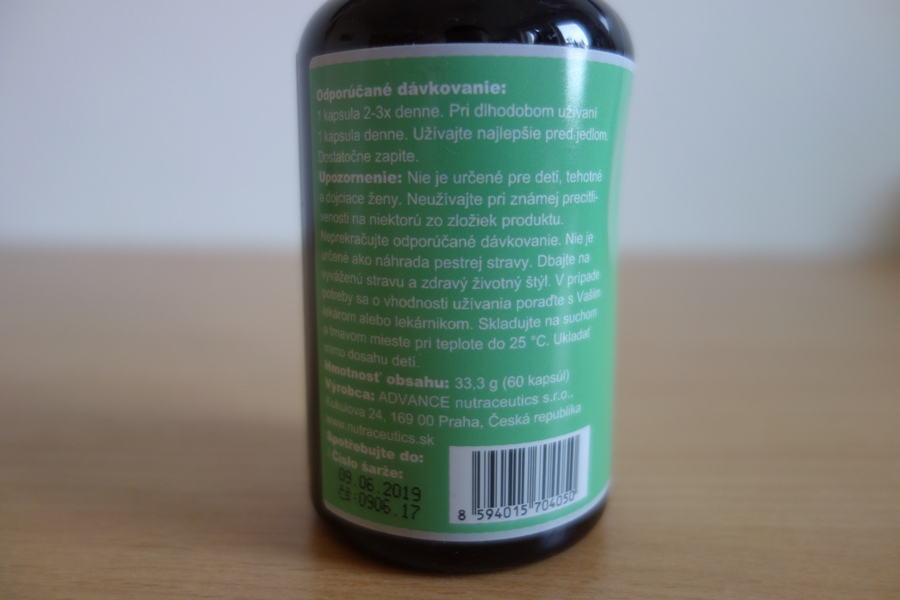 Odporúčané dávkovanie:
1 kapsula 2-3x denne. Pri dlhodobom užívaní
1 kapsula denne. Užívajte najlepšie pred jedlom.
Dostatočne zapite.
Upozornenie: Nie je určené pre deti, tehotné
a dojčiace ženy. Neužívajte pri známej precitli-
venosti na niektorú zo zložiek produktu.
Neprekračujte odporúčané dávkovanie. Nie je
určené ako náhrada pestrej stravy. Dbajte na
vyváženú stravu a zdravý životný štýl. V prípade
potreby sa o vhodnosti užívania poraďte s Vaším
lekárom alebo lekárnikom. Skladujte na suchom
a tmavom mieste pri teplote do 25 °C. Ukladať
mimo dosahu detí.
Hmotnosť obsahu: 33.3 g (60 kapsúl)
Výrobca: ADVANCE nutraceutics s.r.o.,
Kukulova 24, 169 00 Praha, Česká republika
www.nutraceutics.sk
Spotřebujte do:
Číslo šarže:
09.06.2019
ČŠ:0906.17
8 594015 704050